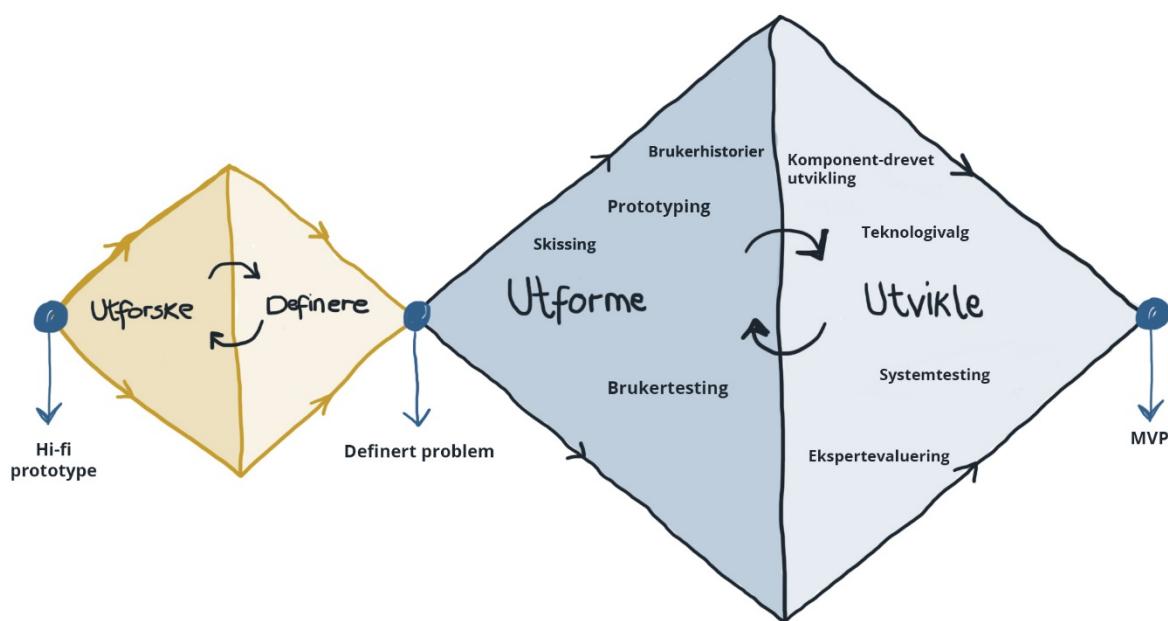 Utforske
Definere
Hi-fi
prototype
Definert problem
Brukerhistorier
Prototyping
Skissing
Utforme
Brukertesting
Komponent-drevet
utvikling
Teknologivalg
Utvikle
Systemtesting
Ekspertevaluering
MVP